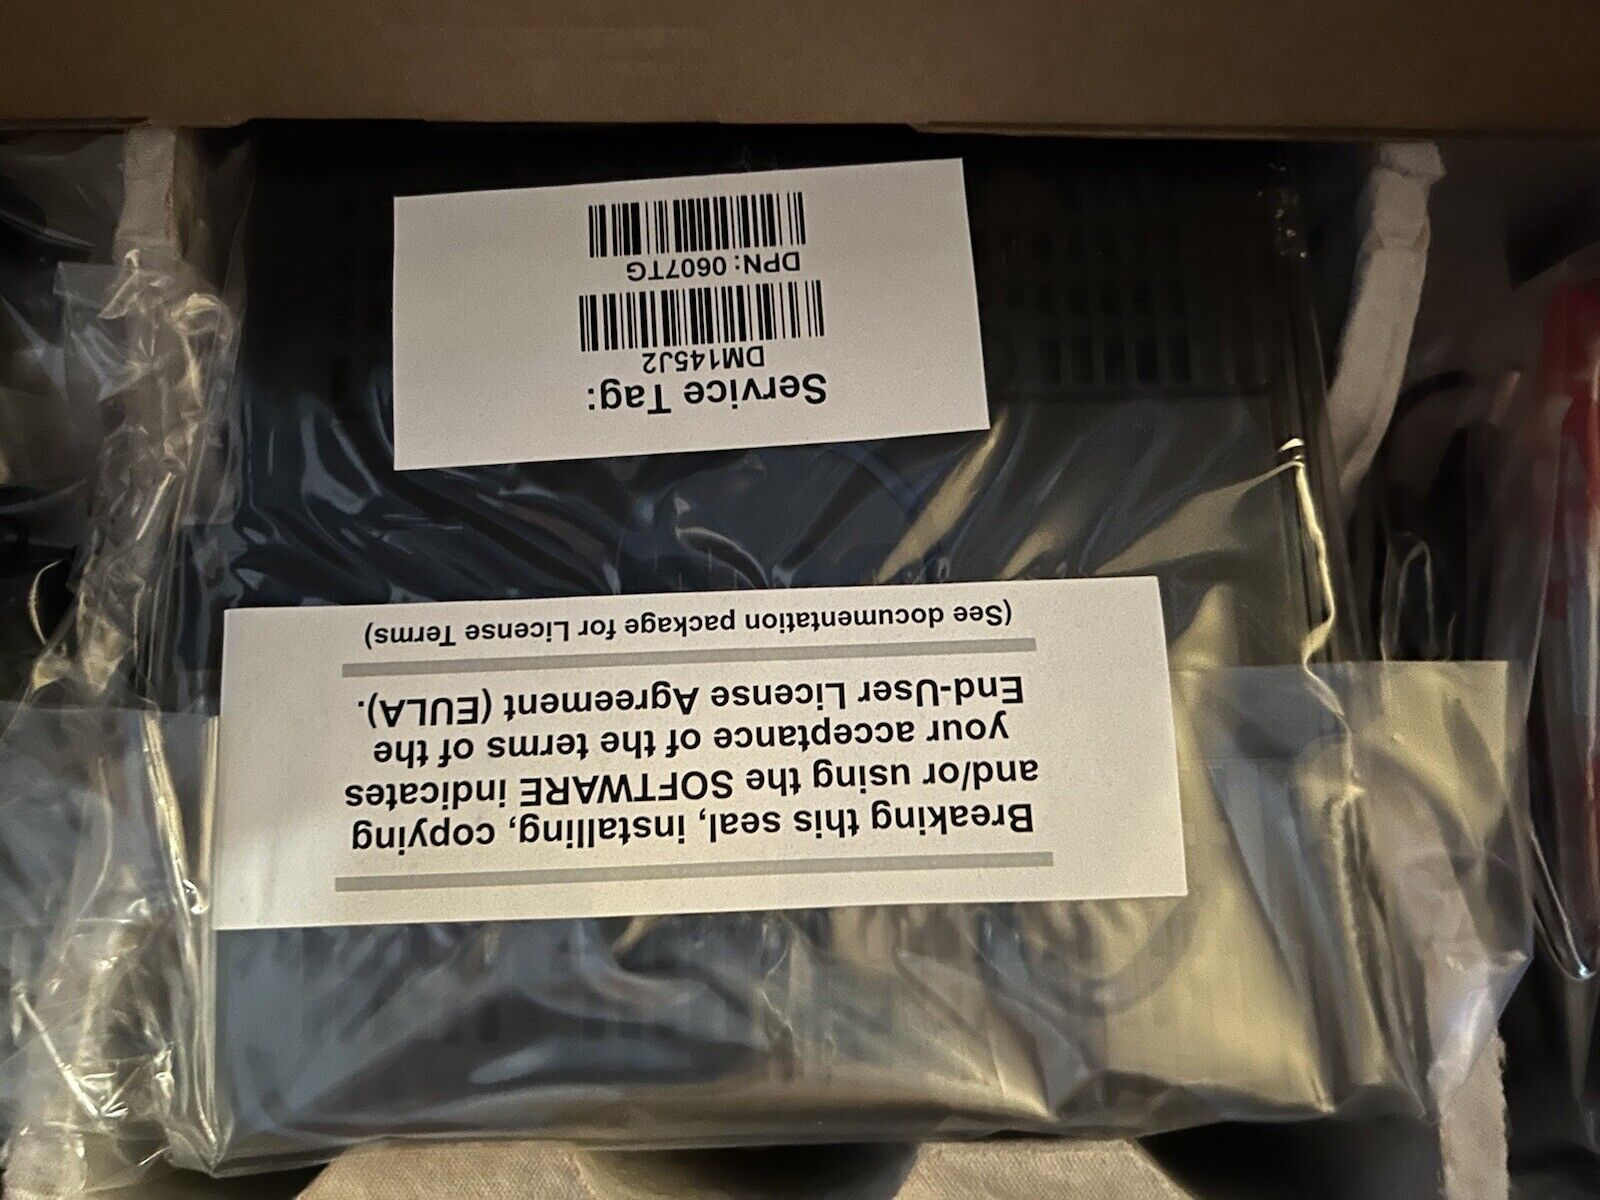 Breaking this seal, installing, copying
and/or using the SOFTWARE indicates
your acceptance of the terms of the
End-User License Agreement (EULA).
(See documentation package for License Terms)
Service Tag:
DM145J2
DPN: 0607TG